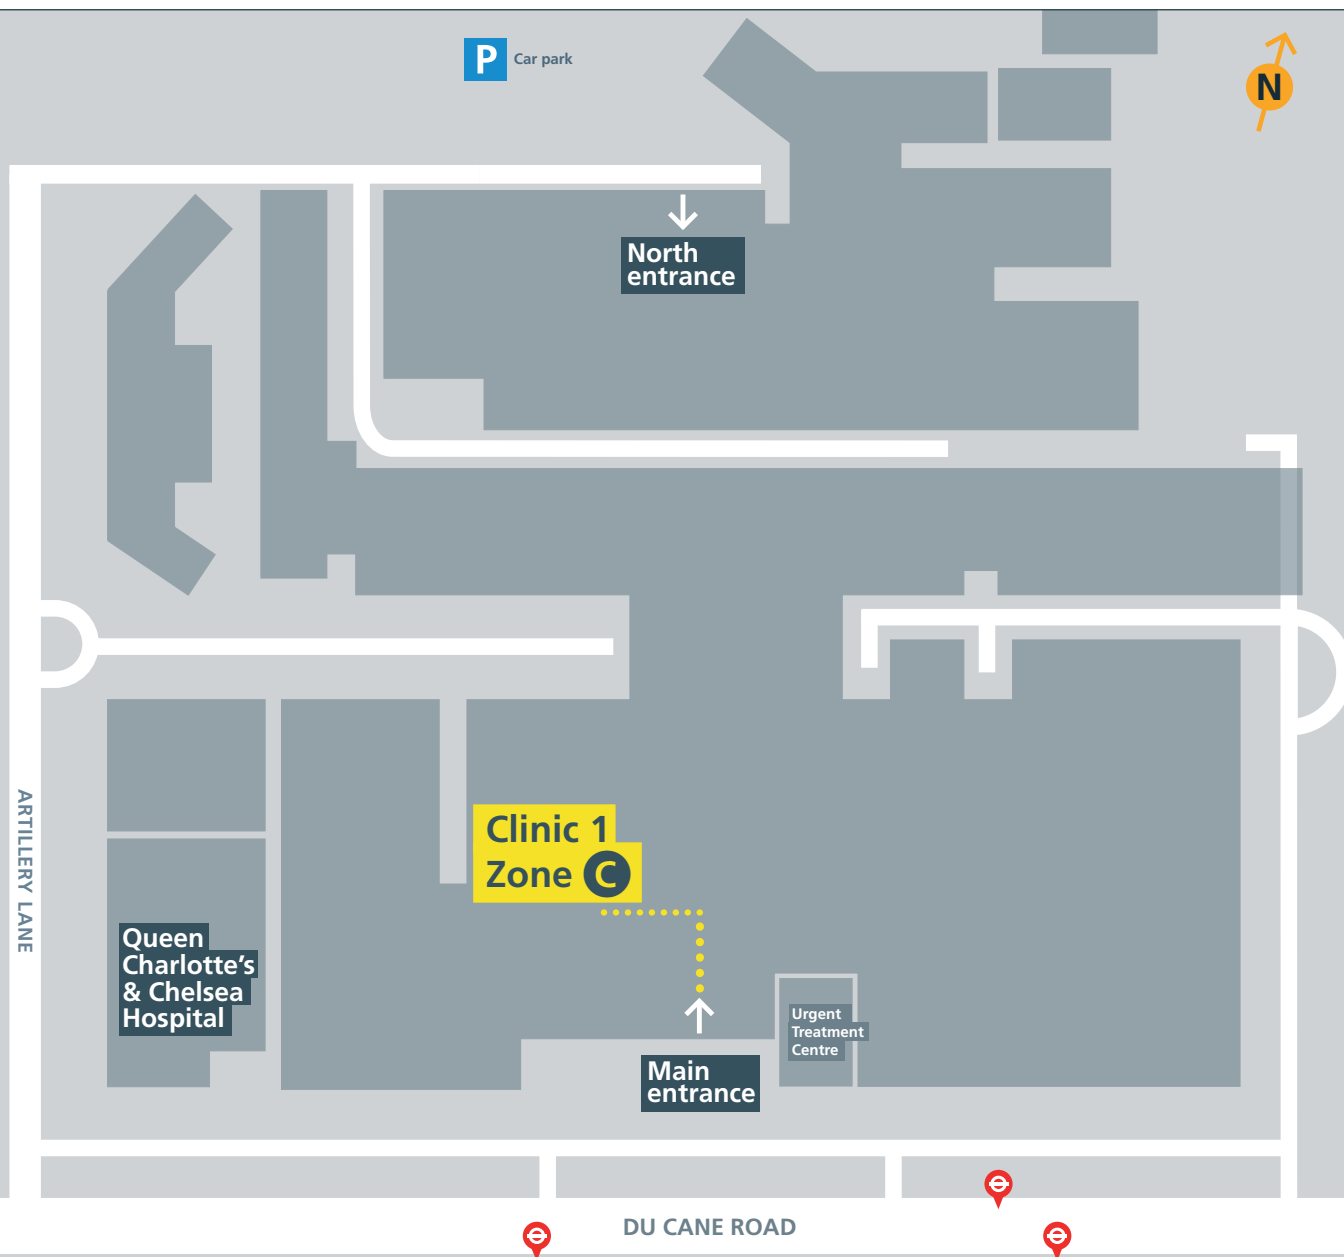 P Car park
N
North
entrance
Clinic 1
Zone C
ARTILLERY LANE
Queen
Charlotte’s
& Chelsea
Hospital
Urgent
Treatment
Centre
Main
entrance
DU CANE ROAD